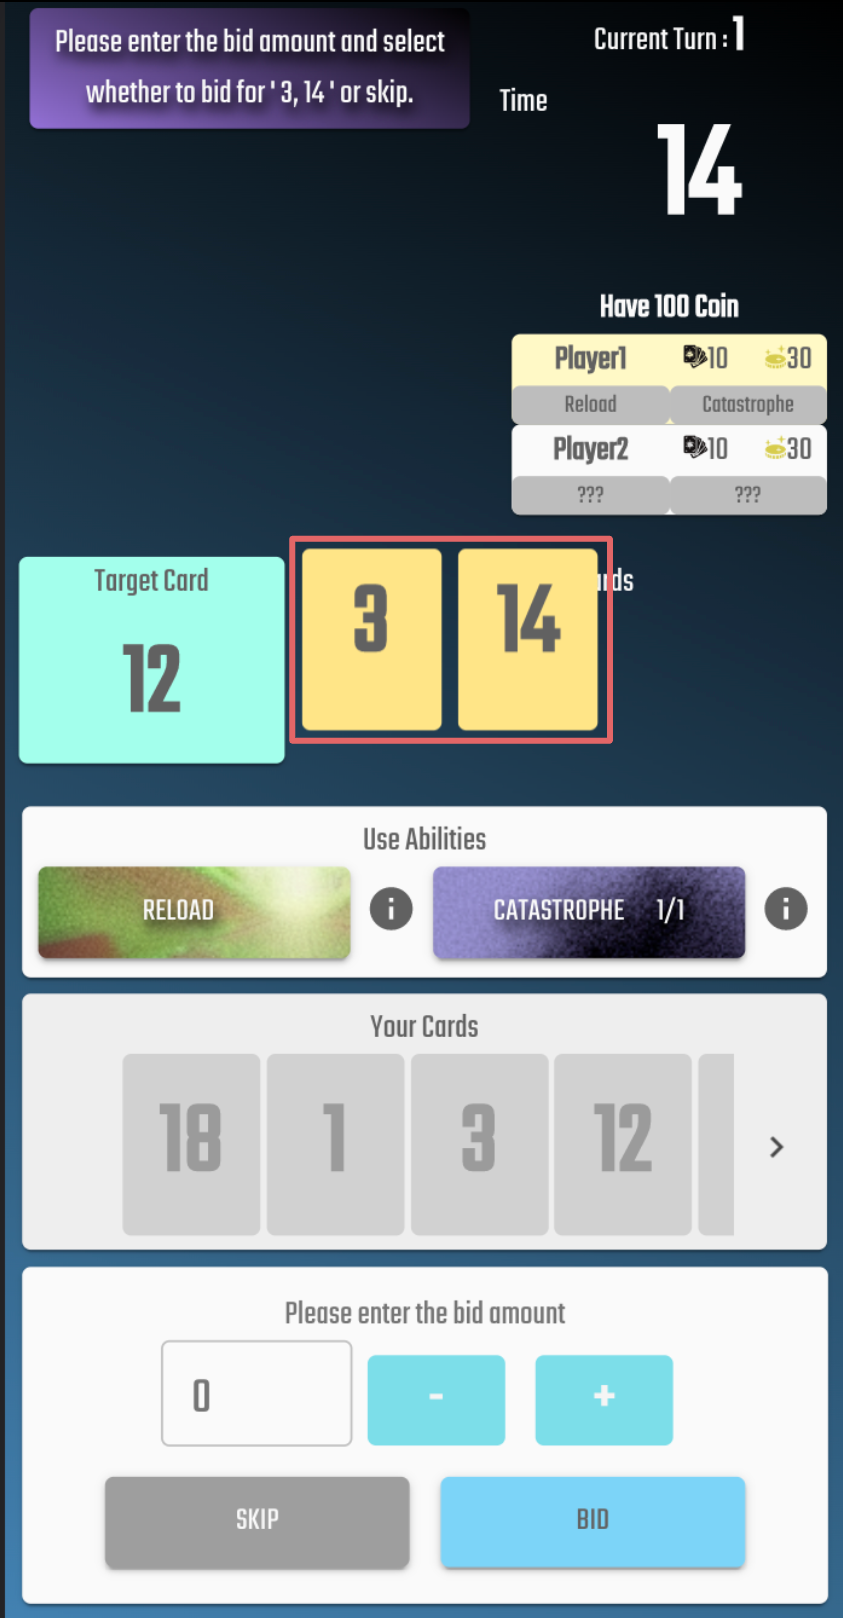 Please enter the bid amount and select
whether to bid for ' 3, 14 ' or skip.
Current Turn : 1
Time
14
Have 100 Coin
Player1 10 30
Reload Catastrophe
Player2 10 30
??? ???
Target Card
12
3 14
rds
Use Abilities
RELOAD i CATASTROPHE 1/1 i
Your Cards
18 1 3 12 >
Please enter the bid amount
0 - +
SKIP BID